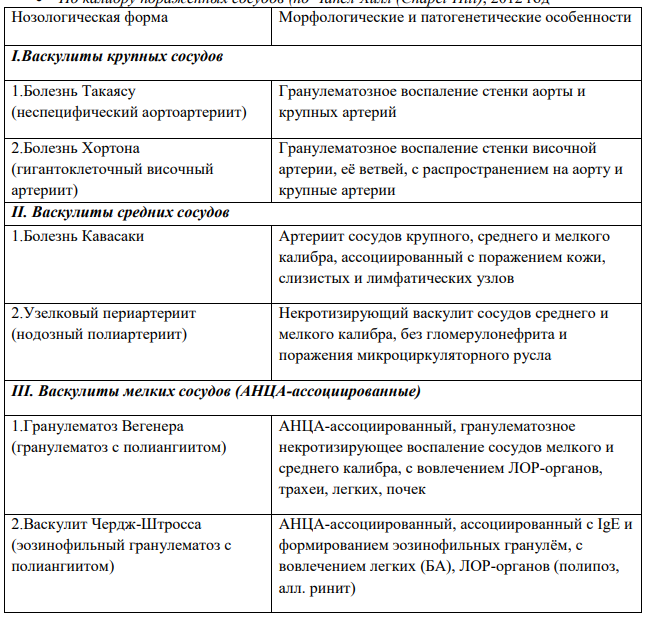 По калибру пораженных сосудов (по Чапел-Хилл (Chapel Hill), 2012 год
Нозологическая форма
Морфологические и патогенетические особенности
I.Васкулиты крупных сосудов
1.Болезнь Такаясу
(неспецифический аортоартериит)
Гранулематозное воспаление стенки аорты и
крупных артерий
2.Болезнь Хортона
(гигантоклеточный височный
артериит)
Гранулематозное воспаление стенки височной
артерии, её ветвей, с распространением на аорту и
крупные артерии
II. Васкулиты средних сосудов
1.Болезнь Кавасаки
Артериит сосудов крупного, среднего и мелкого
калибра, ассоциированный с поражением кожи,
слизистых и лимфатических узлов
2.Узелковый периартериит
(нодозный полиартериит)
Некротизирующий васкулит сосудов среднего и
мелкого калибра, без гломерулонефрита и
поражения микроциркуляторного русла
III. Васкулиты мелких сосудов (АНЦА-ассоциированные)
1.Гранулематоз Вегенера
(гранулематоз с полиангиитом)
АНЦА-ассоциированный, гранулематозное
некротизирующее воспаление сосудов мелкого и
среднего калибра, с вовлечением ЛОР-органов,
трахеи, легких, почек
2.Васкулит Чердж-Штросса
(эозинофильный гранулематоз с
полиангиитом)
АНЦА-ассоциированный, ассоциированный с IgE и
формированием эозинофильных гранулём, с
вовлечением легких (БА), ЛОР-органов (полипоз,
алл. ринит)